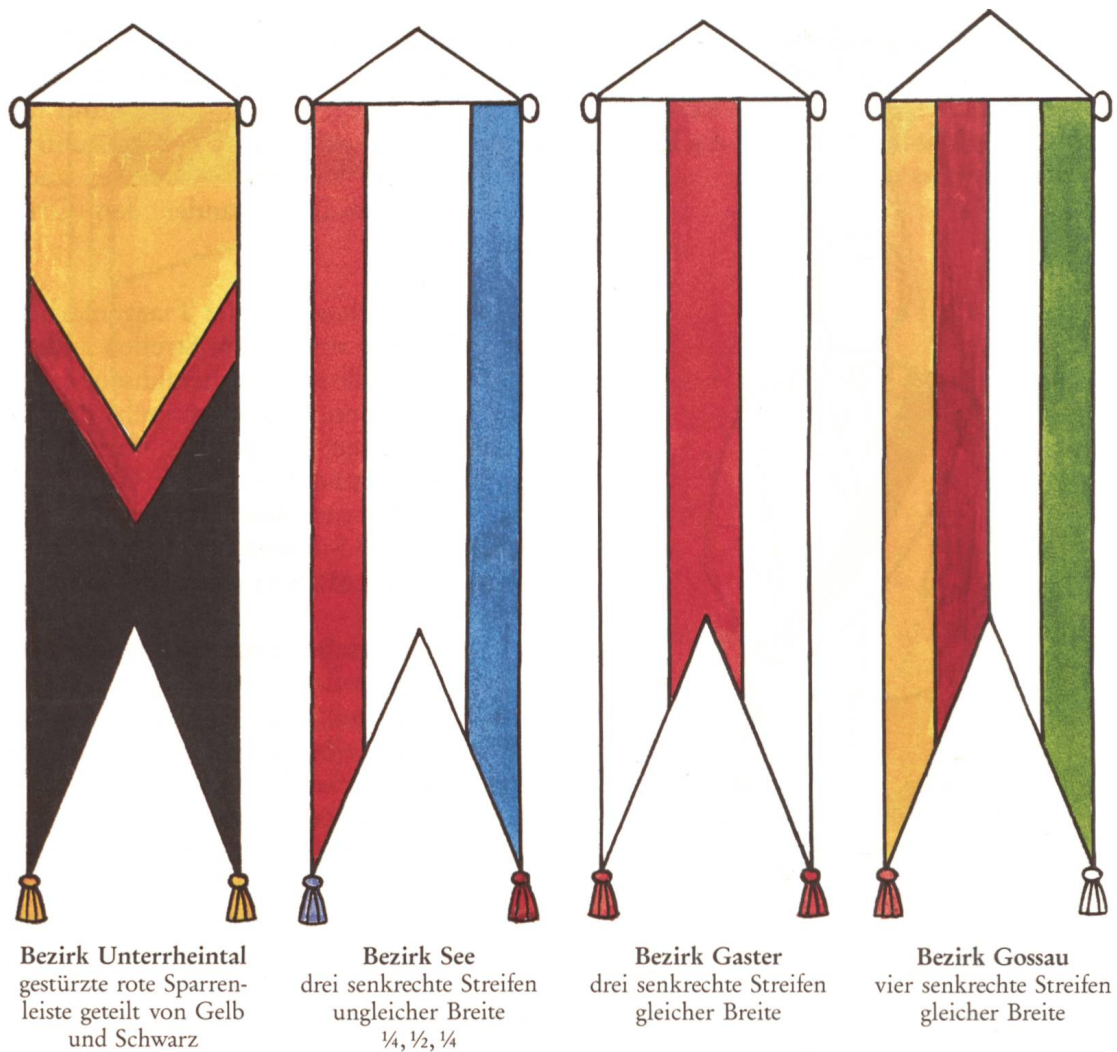 Bezirk Unterrheintal
gestürzte rote Sparren-
leiste geteilt von Gelb
und Schwarz
Bezirk See
drei senkrechte Streifen
ungleicher Breite
¼, ½, ¼
Bezirk Gaster
drei senkrechte Streifen
gleicher Breite
Bezirk Gossau
vier senkrechte Streifen
gleicher Breite